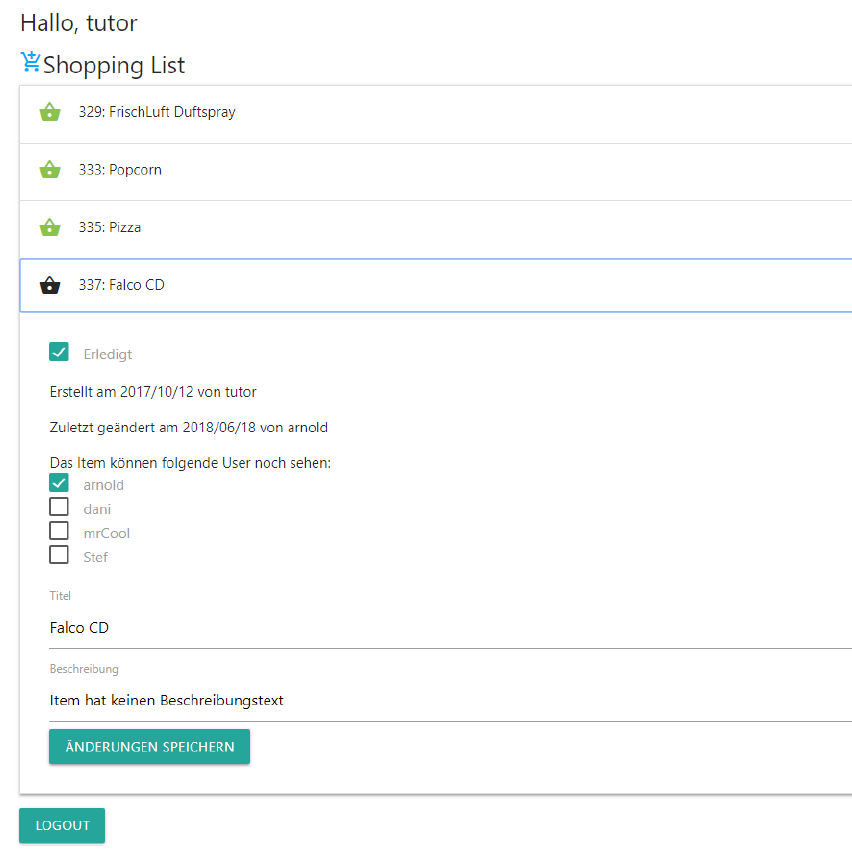 Hallo, tutor
Shopping List
329: FrischLuft Duftspray
333: Popcorn
335: Pizza
337: Falco CD
Erledigt
Erstellt am 2017/10/12 von tutor
Zuletzt geändert am 2018/06/18 von arnold
Das Item können folgende User noch sehen:
arnold
dani
mrCool
Stef
Titel
Falco CD
Beschreibung
Item hat keinen Beschreibungstext
ÄNDERUNGEN SPEICHERN
LOGOUT